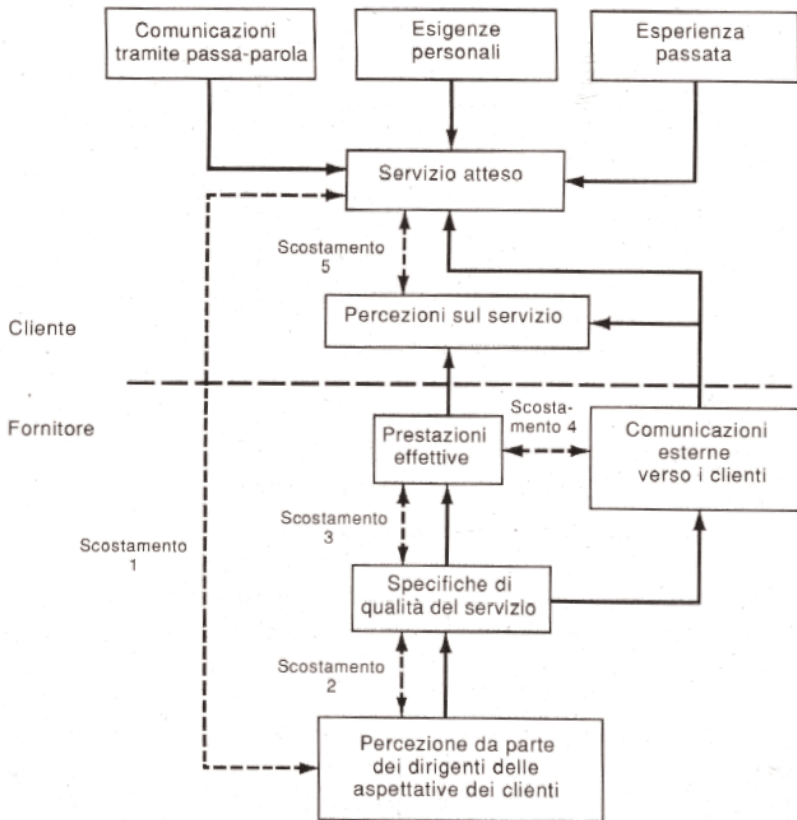 Comunicazioni
tramite passa-parola
Esigenze
personali
Esperienza
passata
Servizio atteso
Scostamento
5
Percezioni sul servizio
Cliente
Fornitore
Prestazioni
effettive
Scosta-
mento 4
Comunicazioni
esterne
verso i clienti
Scostamento
3
Scostamento
1
Specifiche di
qualità del servizio
Scostamento
2
Percezione da parte
dei dirigenti delle
aspettative dei clienti